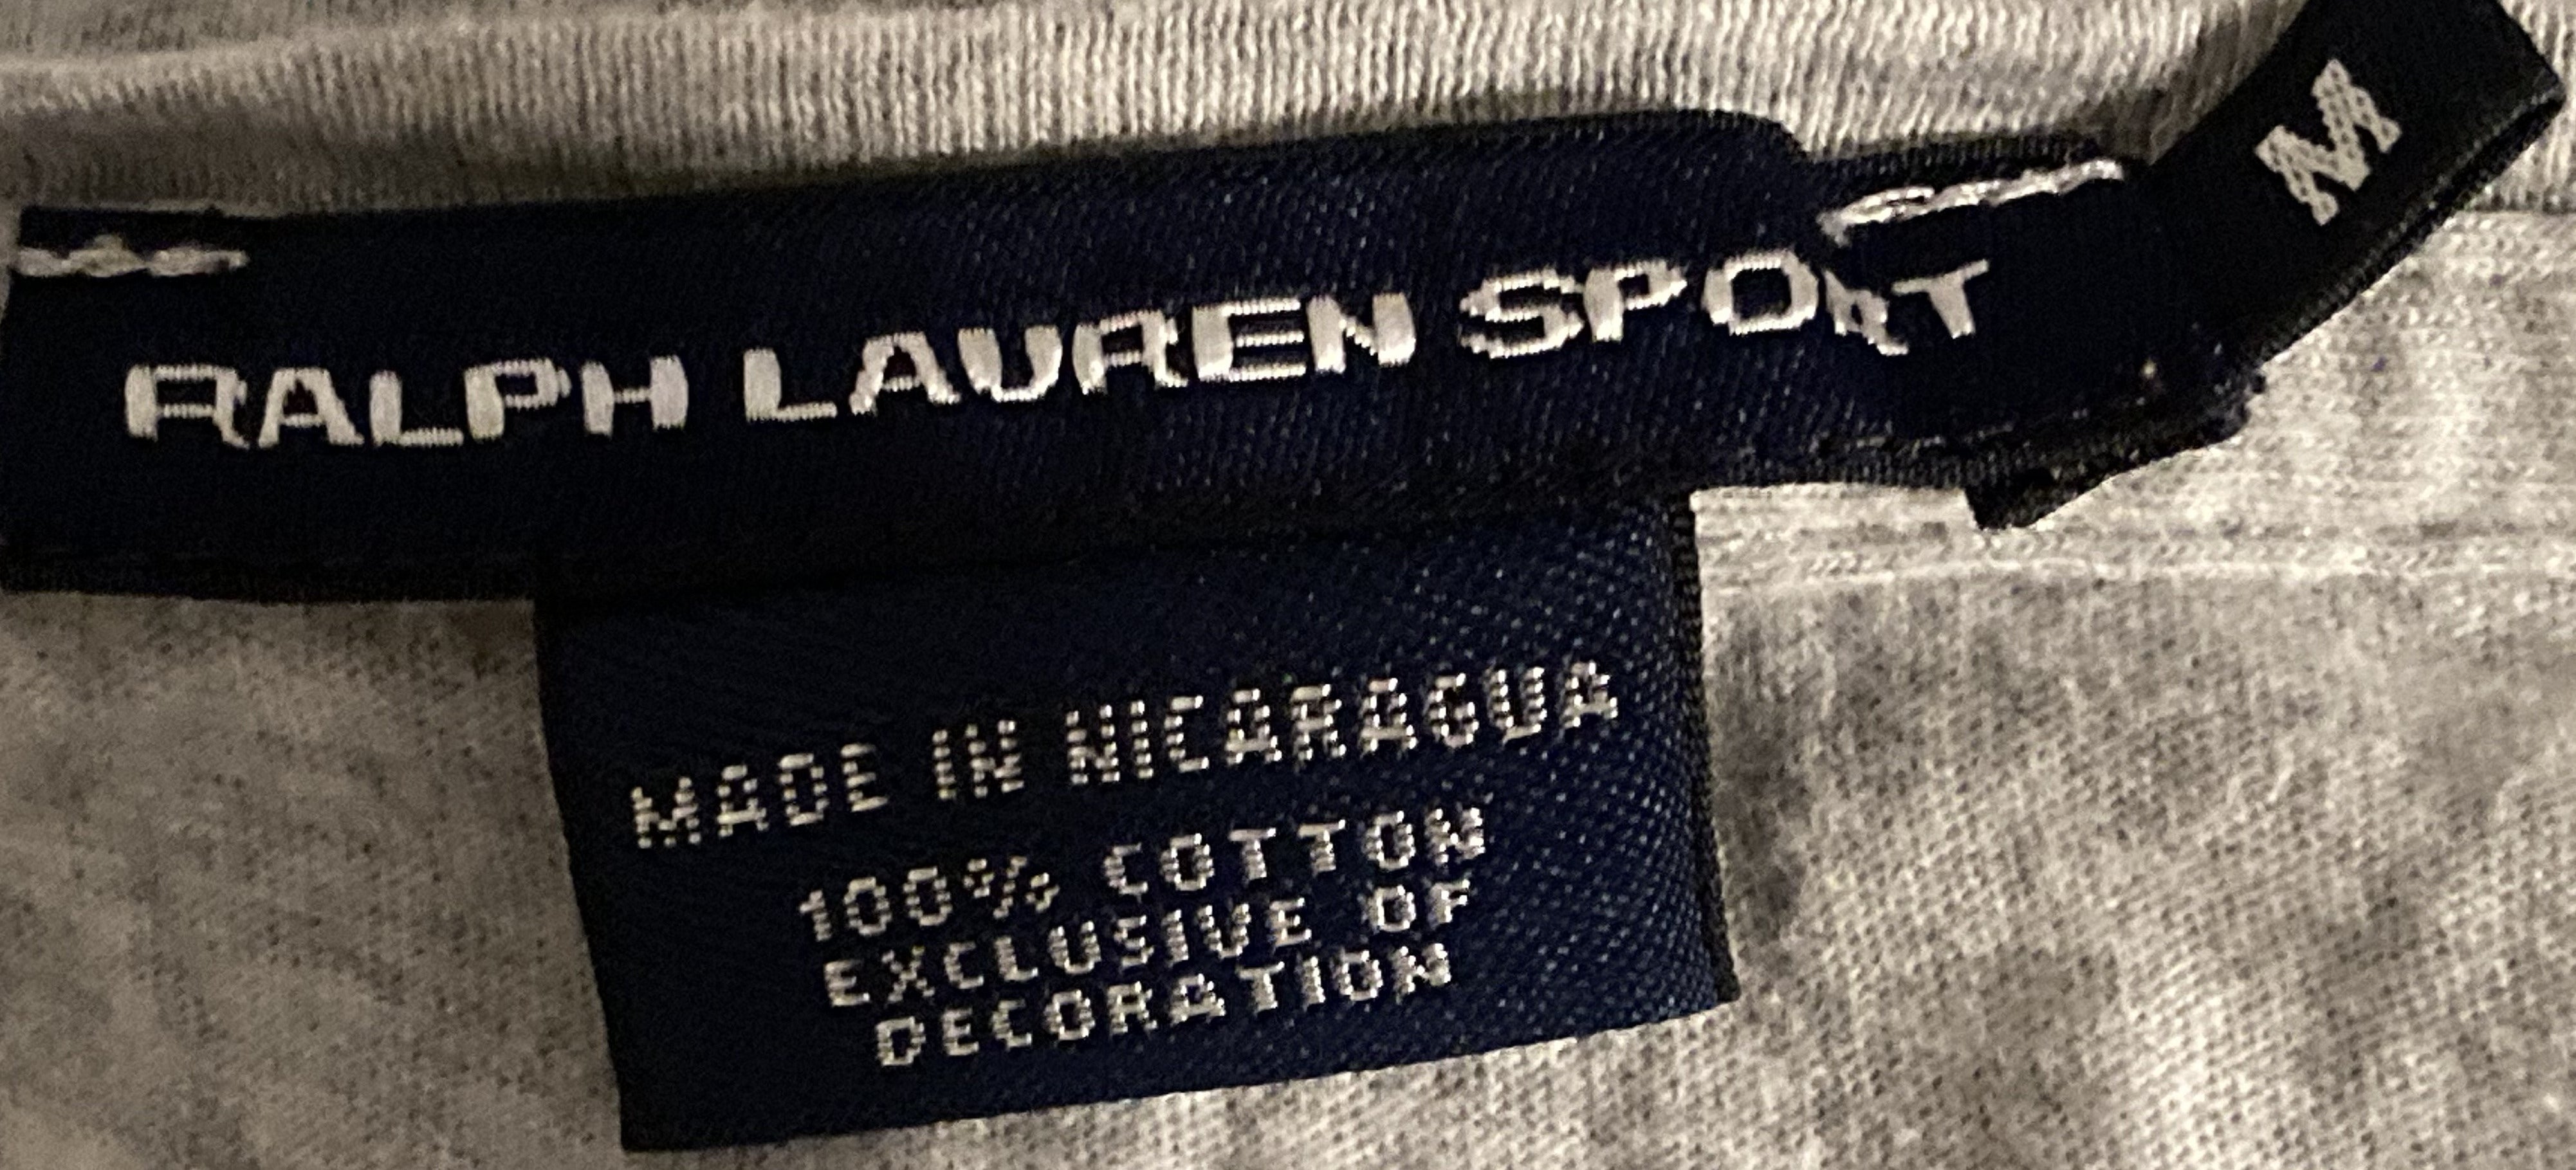 RALPH LAUREN SPORT
M
MADE IN NICARAGUA
100% COTTON
EXCLUSIVE OF
DECORATION